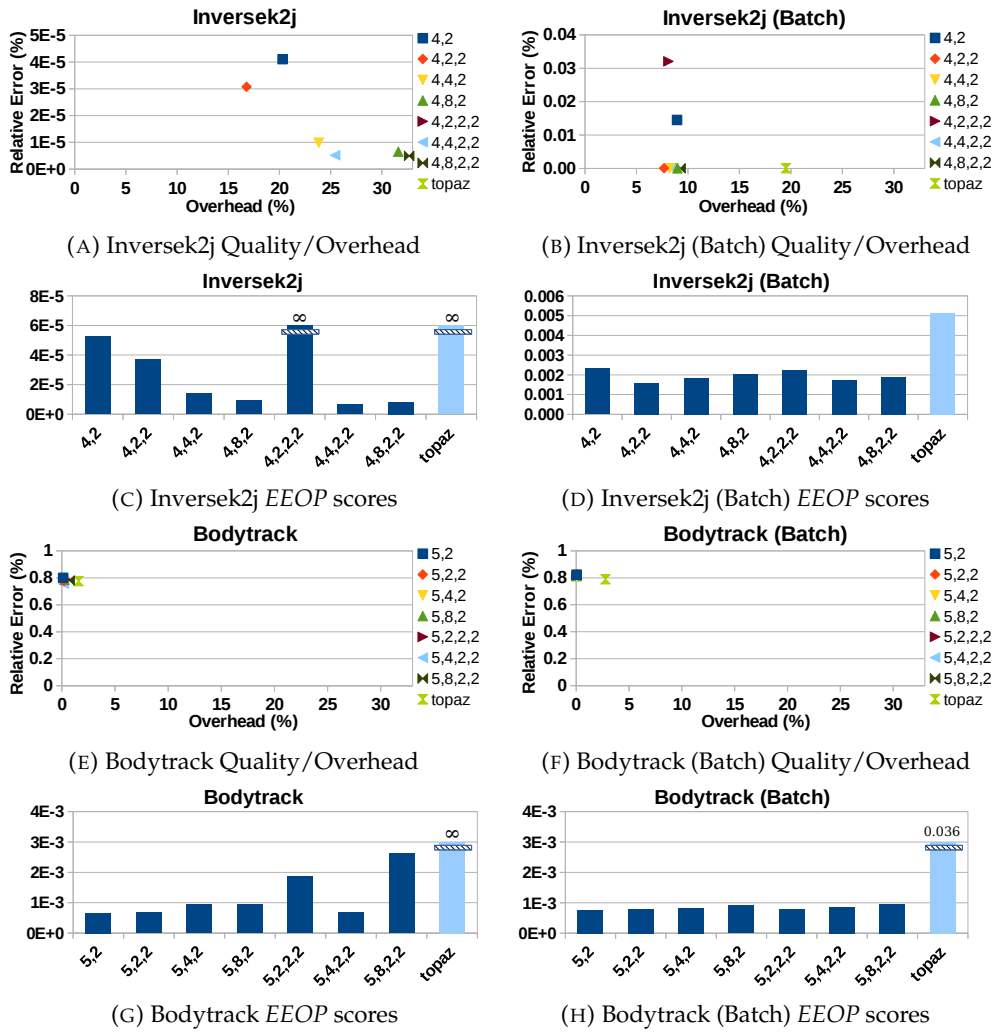 Inversek2j
Relative Error (%)
5E-5
4E-5
3E-5
2E-5
1E-5
0E+0
0 5 10 15 20 25 30
Overhead (%)
4,2
4,2,2
4,4,2
4,8,2
4,2,2,2
4,4,2,2
4,8,2,2
topaz
(A) Inversek2j Quality/Overhead
Inversek2j (Batch)
Relative Error (%)
0.04
0.03
0.02
0.01
0.00
0 5 10 15 20 25 30
Overhead (%)
4,2
4,2,2
4,4,2
4,8,2
4,2,2,2
4,4,2,2
4,8,2,2
topaz
(B) Inversek2j (Batch) Quality/Overhead
Inversek2j
8E-5
6E-5
4E-5
2E-5
0E+0
∞ ∞
4,2 4,2,2 4,4,2 4,8,2 4,2,2,2 4,4,2,2 4,8,2,2 topaz
(C) Inversek2j EEOP scores
Inversek2j (Batch)
0.006
0.005
0.004
0.003
0.002
0.001
0.000
4,2 4,2,2 4,4,2 4,8,2 4,2,2,2 4,4,2,2 4,8,2,2 topaz
(D) Inversek2j (Batch) EEOP scores
Bodytrack
Relative Error (%)
1
0.8
0.6
0.4
0.2
0
0 5 10 15 20 25 30
Overhead (%)
5,2
5,2,2
5,4,2
5,8,2
5,2,2,2
5,4,2,2
5,8,2,2
topaz
(E) Bodytrack Quality/Overhead
Bodytrack (Batch)
Relative Error (%)
1
0.8
0.6
0.4
0.2
0
0 5 10 15 20 25 30
Overhead (%)
5,2
5,2,2
5,4,2
5,8,2
5,2,2,2
5,4,2,2
5,8,2,2
topaz
(F) Bodytrack (Batch) Quality/Overhead
Bodytrack
4E-3
3E-3
2E-3
1E-3
0E+0
∞
5,2 5,2,2 5,4,2 5,8,2 5,2,2,2 5,4,2,2 5,8,2,2 topaz
(G) Bodytrack EEOP scores
Bodytrack (Batch)
4E-3
3E-3
2E-3
1E-3
0E+0
0.036
5,2 5,2,2 5,4,2 5,8,2 5,2,2,2 5,4,2,2 5,8,2,2 topaz
(H) Bodytrack (Batch) EEOP scores